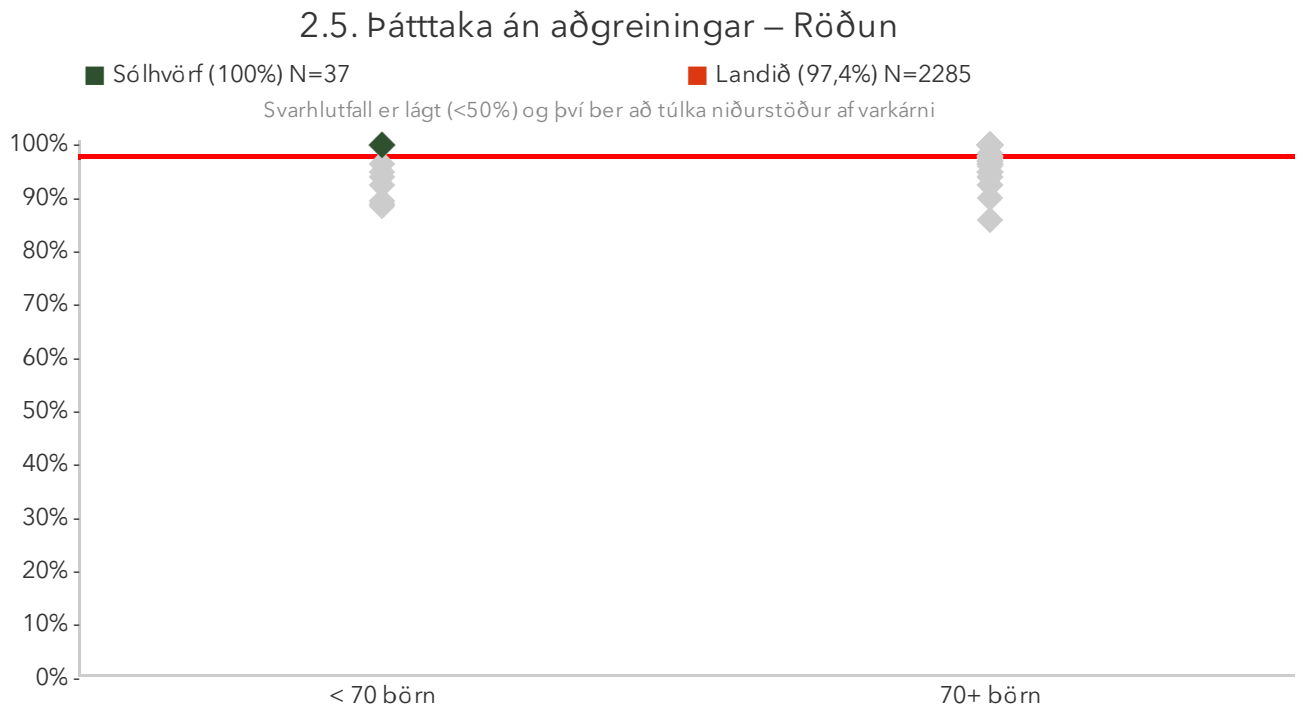 2.5. Þátttaka án aðgreiningar – Röðun
Sólhvörf (100%) N=37
Landið (97,4%) N=2285
Svarhlutfall er lágt (<50%) og því ber að túlka niðurstöður af varkárni
100%
90%
80%
70%
60%
50%
40%
30%
20%
10%
0%
< 70 börn
70+ börn